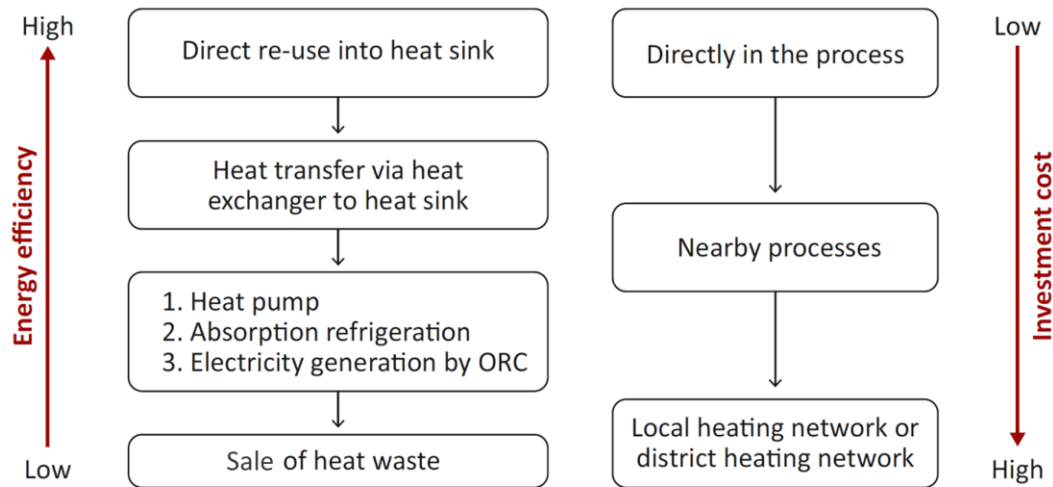 High
Energy efficiency
Low
Direct re-use into heat sink
Heat transfer via heat
exchanger to heat sink
1. Heat pump
2. Absorption refrigeration
3. Electricity generation by ORC
Sale of heat waste
Directly in the process
Nearby processes
Local heating network or
district heating network
Low
Investment cost
High